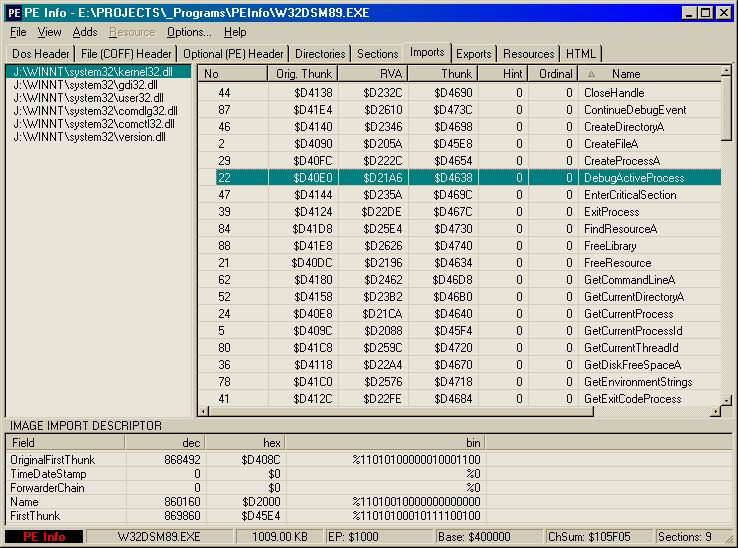 PE PE Info - E:\PROJECTS\_Programs\PEInfo\W32DSM89.EXE
File View Adds Resource Options... Help
Dos Header File (COFF) Header Optional (PE) Header Directories Sections Imports Exports Resources HTML
J:\WINNT\system32\kernel32.dll
J:\WINNT\system32\gdi32.dll
J:\WINNT\system32\user32.dll
J:\WINNT\system32\comdlg32.dll
J:\WINNT\system32\comctl32.dll
J:\WINNT\system32\version.dll
No Orig. Thunk RVA Thunk Hint Ordinal Name
44 $D4138 $D232C $D4690 0 0 CloseHandle
87 $D41E4 $D2610 $D473C 0 0 ContinueDebugEvent
46 $D4140 $D2346 $D4698 0 0 CreateDirectoryA
2 $D4090 $D205A $D45E8 0 0 CreateFileA
29 $D40FC $D222C $D4654 0 0 CreateProcessA
22 $D40E0 $D21A6 $D4638 0 0 DebugActiveProcess
47 $D4144 $D235A $D469C 0 0 EnterCriticalSection
39 $D4124 $D22DE $D467C 0 0 ExitProcess
84 $D41D8 $D25E4 $D4730 0 0 FindResourceA
88 $D41E8 $D2626 $D4740 0 0 FreeLibrary
21 $D40DC $D2196 $D4634 0 0 FreeResource
62 $D4180 $D2462 $D46D8 0 0 GetCommandLineA
52 $D4158 $D23B2 $D46B0 0 0 GetCurrentDirectoryA
24 $D40E8 $D21CA $D4640 0 0 GetCurrentProcess
5 $D409C $D2088 $D45F4 0 0 GetCurrentProcessId
80 $D41C8 $D259C $D4720 0 0 GetCurrentThreadId
36 $D4118 $D22A4 $D4670 0 0 GetDiskFreeSpaceA
78 $D41C0 $D2576 $D4718 0 0 GetEnvironmentStrings
41 $D412C $D22FE $D4684 0 0 GetExitCodeProcess
IMAGE IMPORT DESCRIPTOR
Field dec hex bin
OriginalFirstThunk 868492 $D408C %11010100000010001100
TimeDateStamp 0 $0 %0
ForwarderChain 0 $0 %0
Name 860160 $D2000 %11010010000000000000
FirstThunk 869860 $D45E4 %11010100010111100100
PE Info W32DSM89.EXE 1009.00 KB EP: $1000 Base: $400000 ChSum: $105F05 Sections: 9